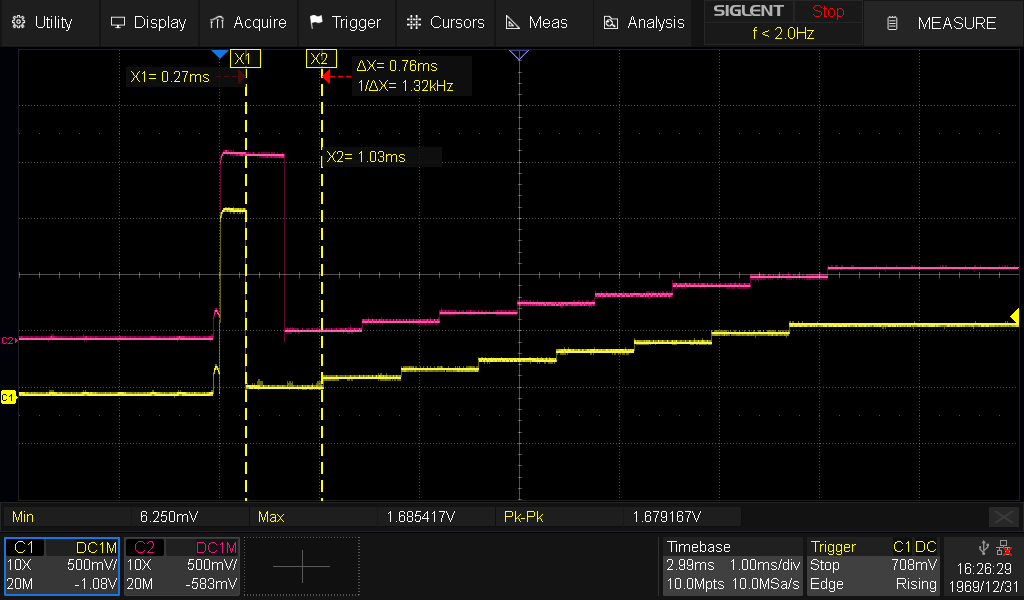 Utility Display Acquire Trigger Cursors Meas Analysis SIGLENT Stop MEASURE
f < 2.0Hz
X1 X2
X1= 0.27ms
ΔX= 0.76ms
1/ΔX= 1.32kHz
X2= 1.03ms
C2
C1
Min 6.250mV Max 1.685417V Pk-Pk 1.679167V
C1 DC1M
10X 500mV/
20M -1.08V
C2 DC1M
10X 500mV/
20M -583mV
Timebase
2.99ms 1.00ms/div
10.0Mpts 10.0MSa/s
Trigger C1 DC
Stop 708mV
Edge Rising
16:26:29
1969/12/31